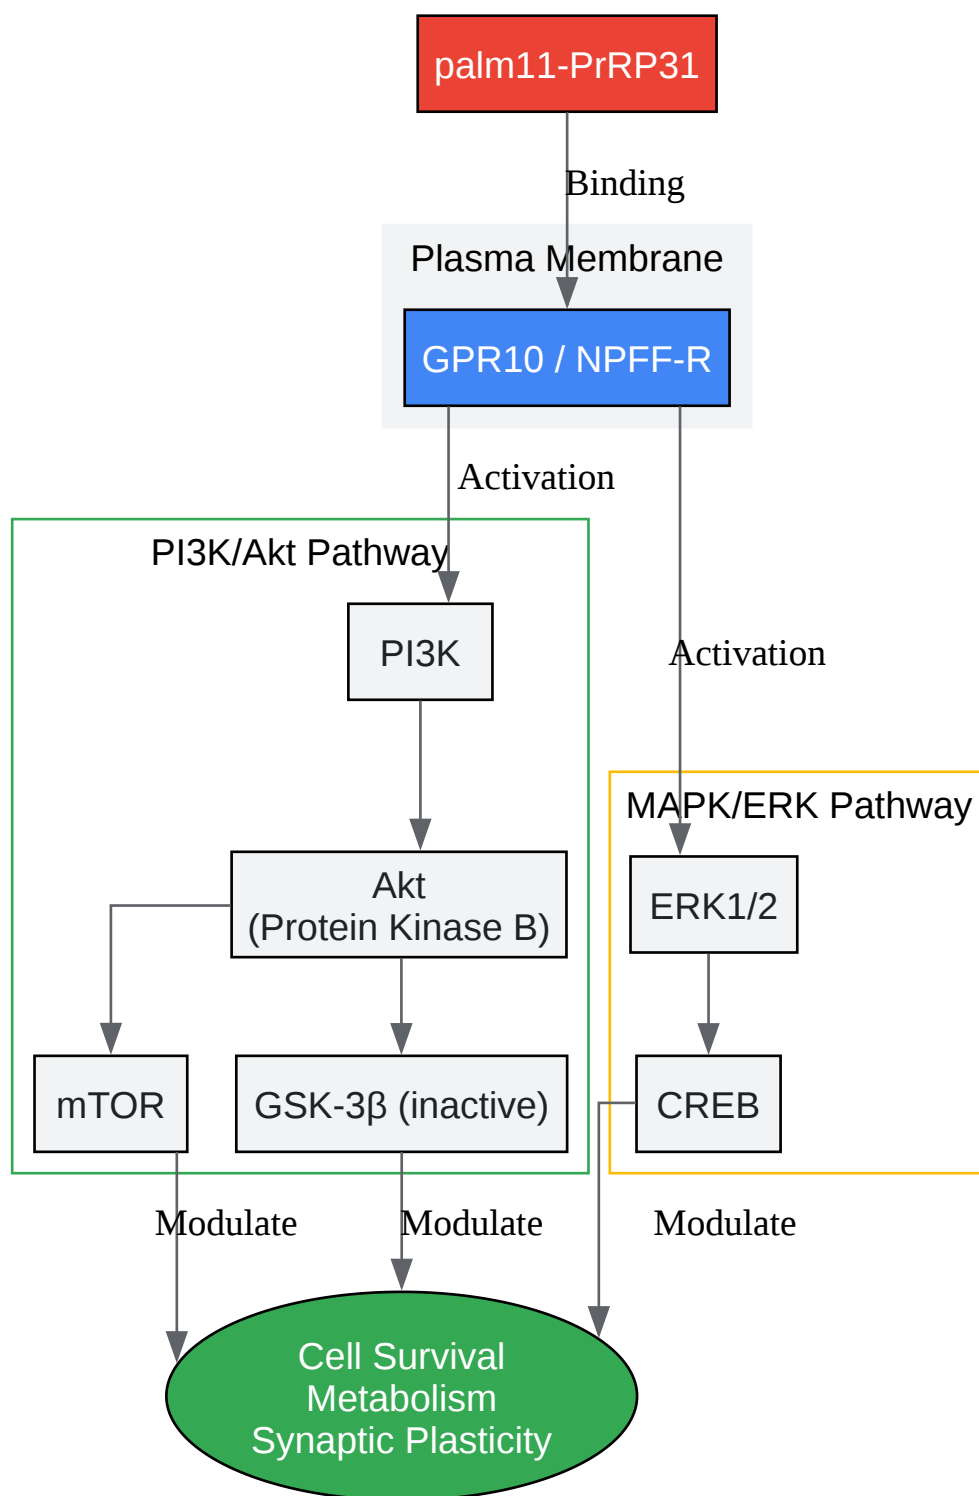 palm11-PrRP31
Binding
Plasma Membrane
GPR10 / NPFF-R
Activation
PI3K/Akt Pathway
PI3K
Activation
MAPK/ERK Pathway
Akt
(Protein Kinase B)
ERK1/2
mTOR
GSK-3β (inactive)
CREB
Modulate
Modulate
Modulate
Cell Survival
Metabolism
Synaptic Plasticity